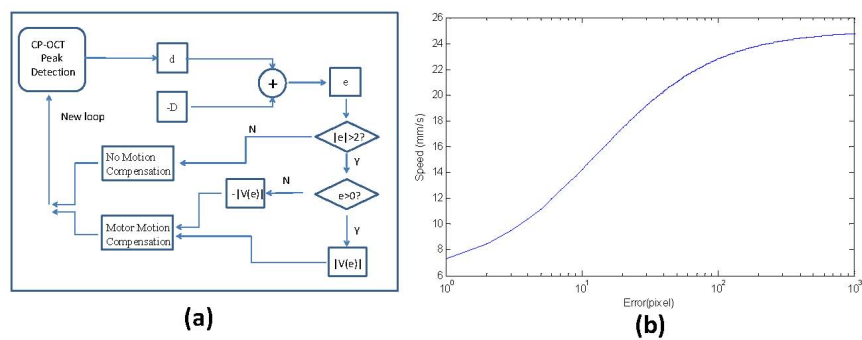 CP-OCT
Peak
Detection
d
+
e
-D
New loop
N
|e|>2?
Y
No Motion
Compensation
N
-|V(e)|
e>0?
Y
Motor Motion
Compensation
|V(e)|
(a)
26
24
22
20
18
16
14
12
10
8
6
Speed (mm/s)
10^0
10^1
10^2
10^3
Error(pixel)
(b)